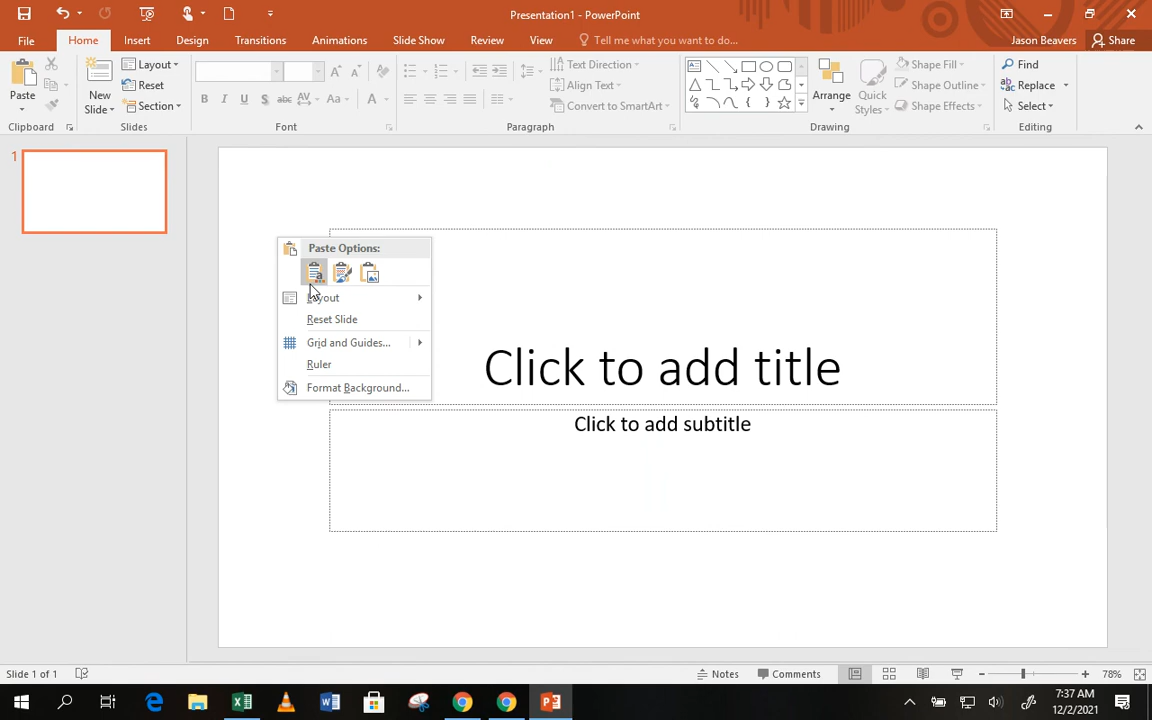 Presentation1 - PowerPoint
File Home Insert Design Transitions Animations Slide Show Review View Tell me what you want to do... Jason Beavers Share
Paste
New Slide
Layout
Reset
Section
B I U S abc AV Aa A
Text Direction
Align Text
Convert to SmartArt
Arrange
Quick Styles
Shape Fill
Shape Outline
Shape Effects
Find
Replace
Select
Clipboard Slides Font Paragraph Drawing Editing
1
Paste Options:
Layout
Reset Slide
Grid and Guides...
Ruler
Format Background...
Click to add title
Click to add subtitle
Slide 1 of 1 Notes Comments 78%
7:37 AM
12/2/2021